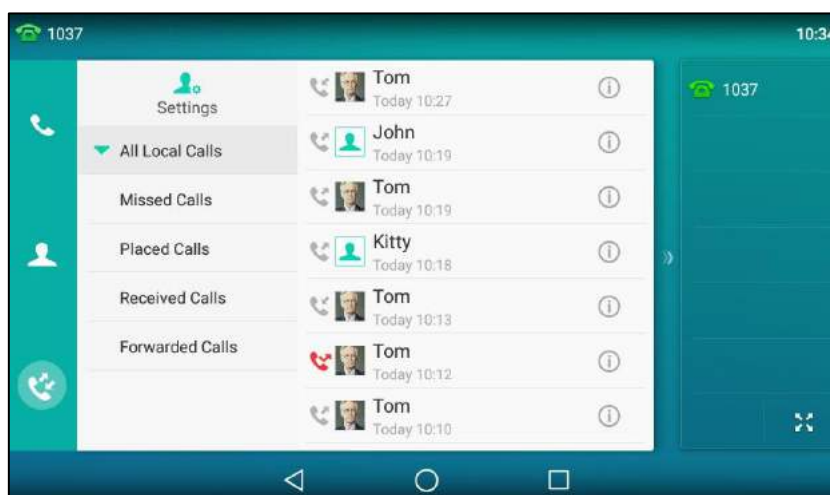 1037
10:34
Settings
All Local Calls
Missed Calls
Placed Calls
Received Calls
Forwarded Calls
Tom
Today 10:27
John
Today 10:19
Tom
Today 10:19
Kitty
Today 10:18
Tom
Today 10:13
Tom
Today 10:12
Tom
Today 10:10
1037